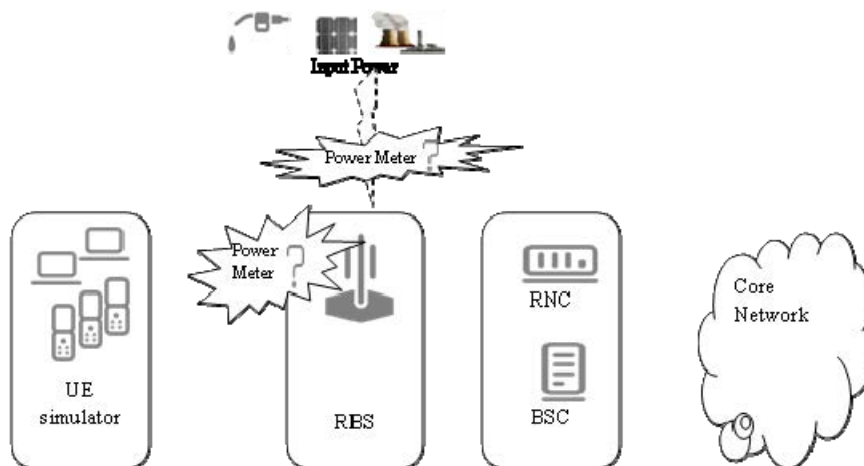 Input Power
Power Meter ?
Power
Meter ?
UE
simulator
RBS
RNC
BSC
Core
Network